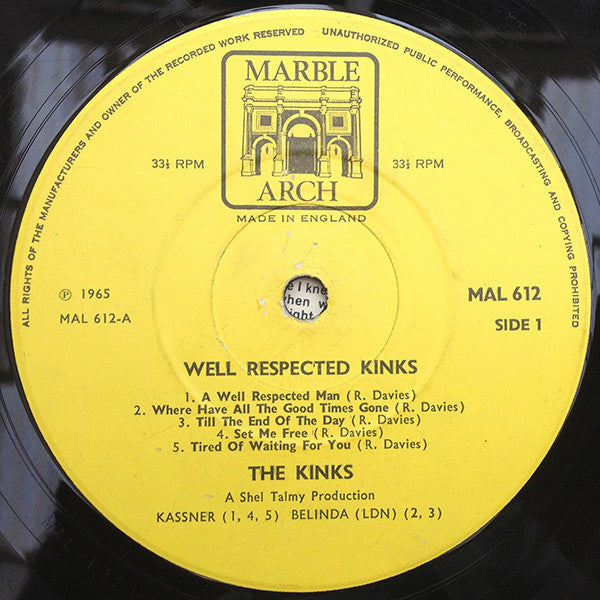 ALL RIGHTS OF THE MANUFACTURERS AND OWNER OF THE RECORDED WORK RESERVED UNAUTHORIZED PUBLIC PERFORMANCE, BROADCASTING AND COPYING PROHIBITED
MARBLE
ARCH
33⅓ RPM 33⅓ RPM
MADE IN ENGLAND
℗ 1965
MAL 612-A
MAL 612
SIDE 1
e I kne
hen w
ight
WELL RESPECTED KINKS
1. A Well Respected Man (R. Davies)
2. Where Have All The Good Times Gone (R. Davies)
3. Till The End Of The Day (R. Davies)
4. Set Me Free (R. Davies)
5. Tired Of Waiting For You (R. Davies)
THE KINKS
A Shel Talmy Production
KASSNER (1, 4, 5) BELINDA (LDN) (2, 3)